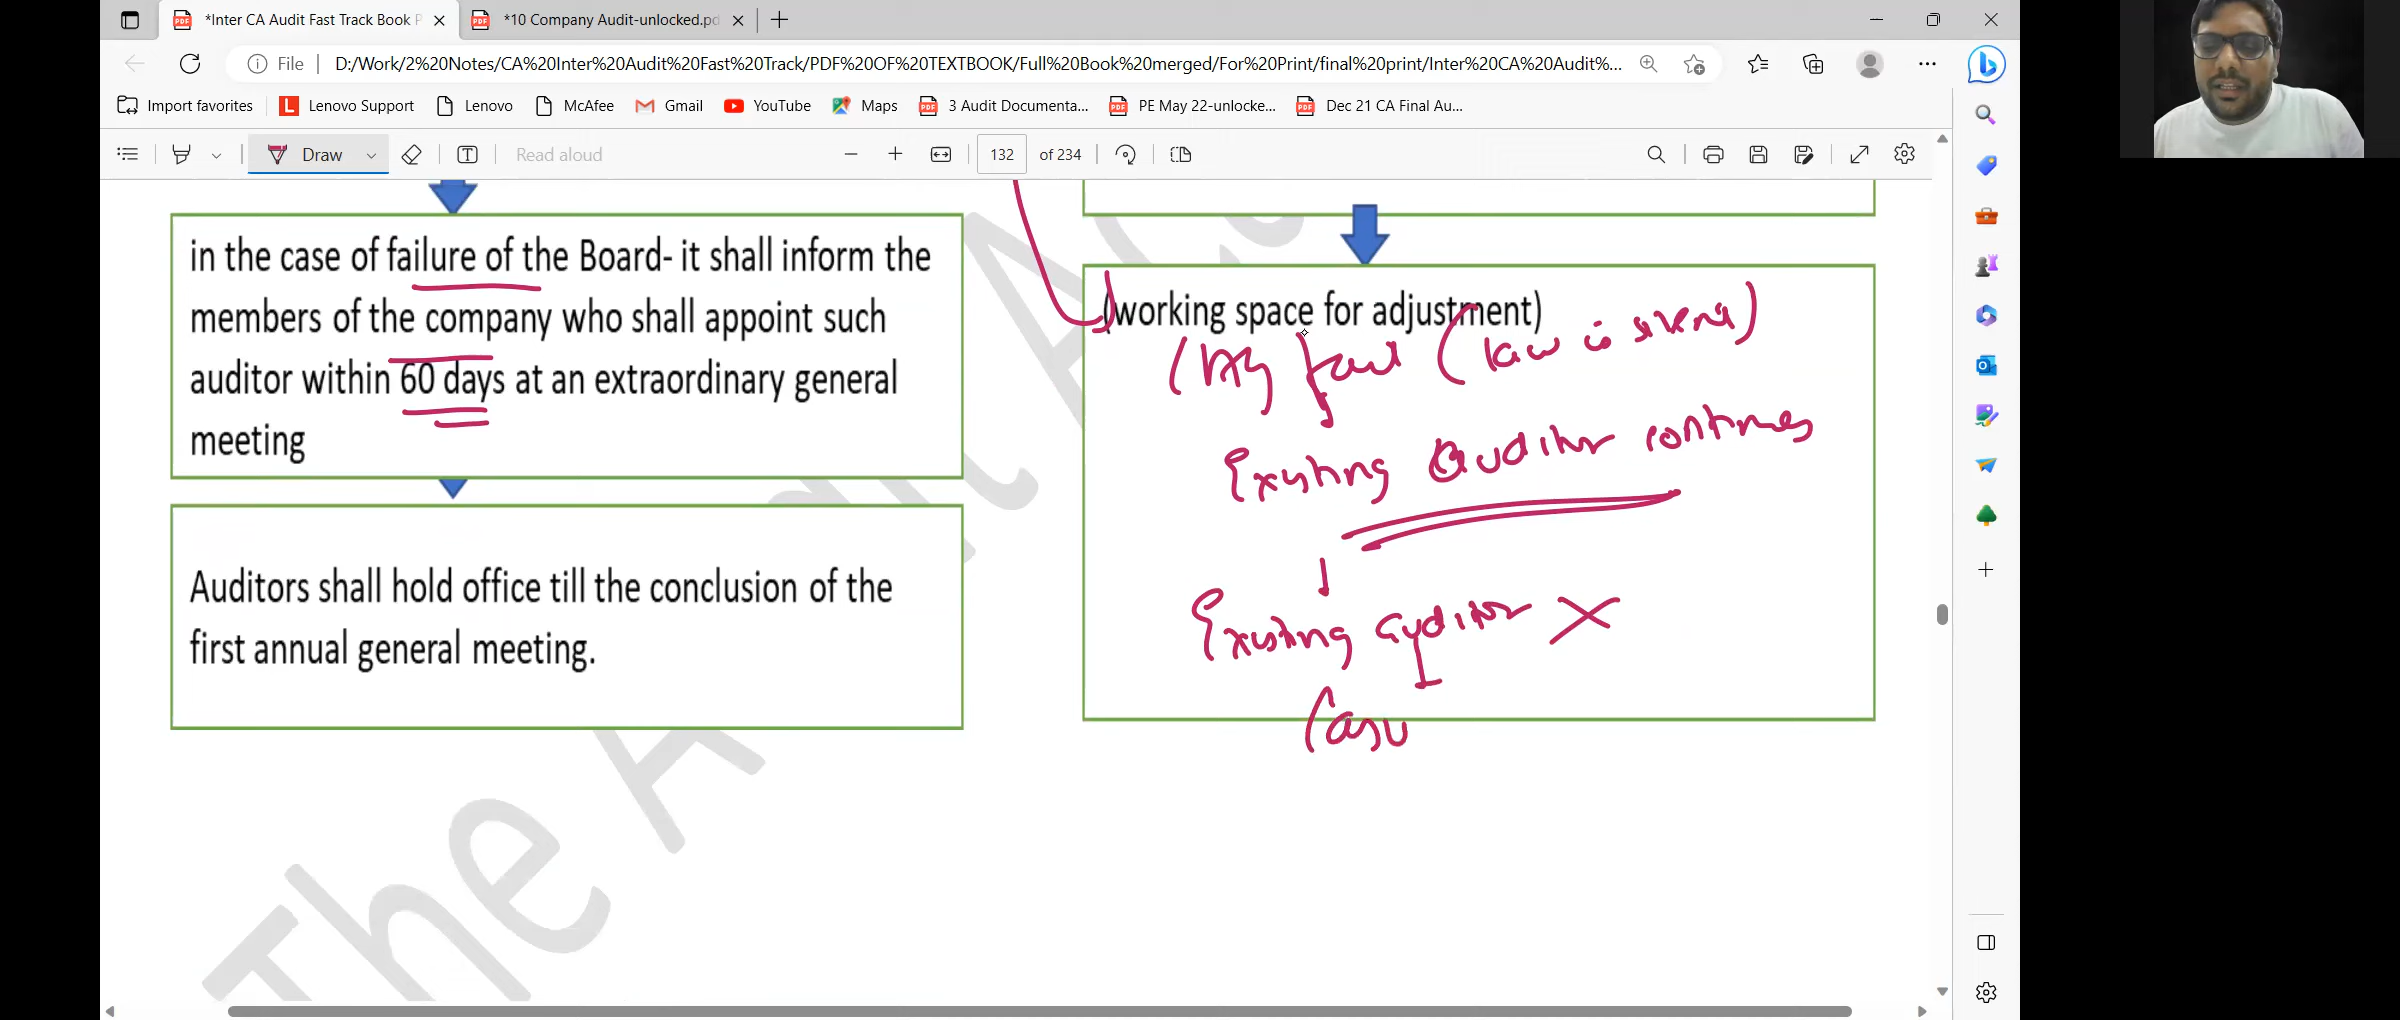 *Inter CA Audit Fast Track Book P
*10 Company Audit-unlocked.pd
File
D:/Work/2%20Notes/CA%20Inter%20Audit%20Fast%20Track/PDF%20OF%20TEXTBOOK/Full%20Book%20merged/For%20Print/final%20print/Inter%20CA%20Audit%...
Import favorites
Lenovo Support
Lenovo
McAfee
Gmail
YouTube
Maps
3 Audit Documenta...
PE May 22-unlocke...
Dec 21 CA Final Au...
Draw
Read aloud
132
of 234
in the case of failure of the Board- it shall inform the
members of the company who shall appoint such
auditor within 60 days at an extraordinary general
meeting
Auditors shall hold office till the conclusion of the
first annual general meeting.
(working space for adjustment)
(law is silent)
Existing Auditor continues
Existing auditor X
Casu
The A